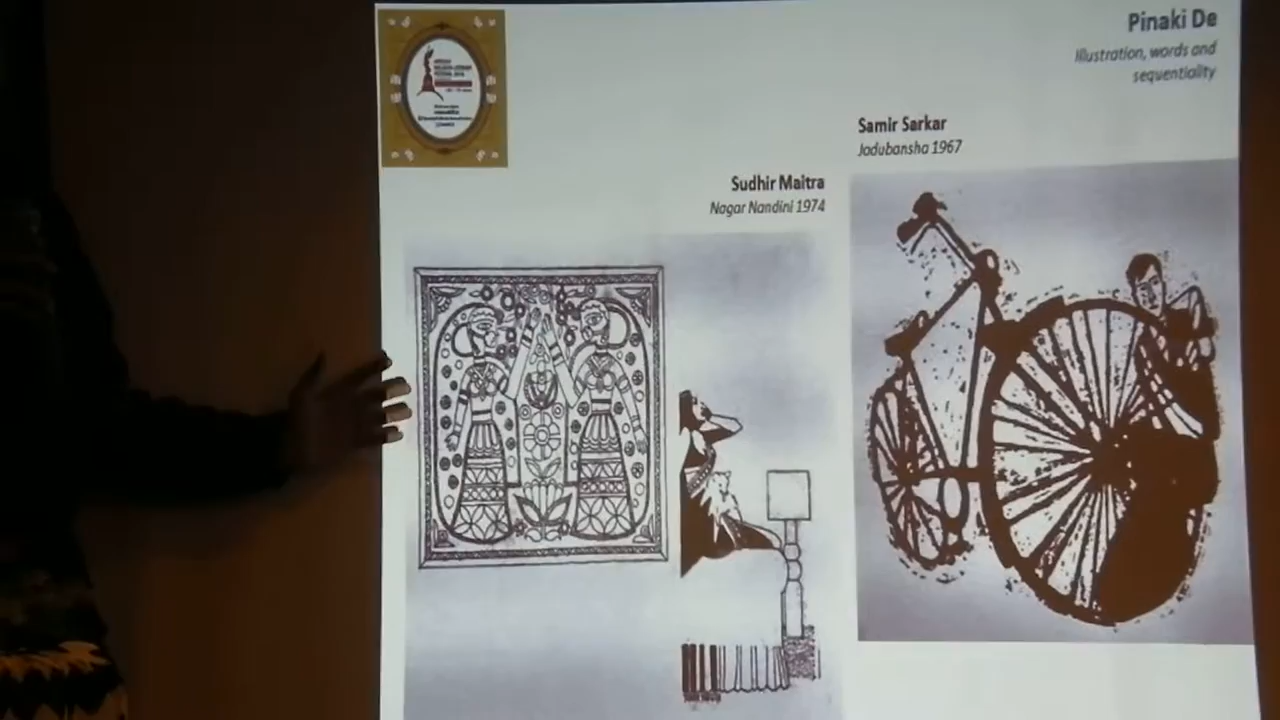 Pinaki De
Illustration, words and
sequentiality
Samir Sarkar
Jadubansha 1967
Sudhir Maitra
Nagar Nandini 1974